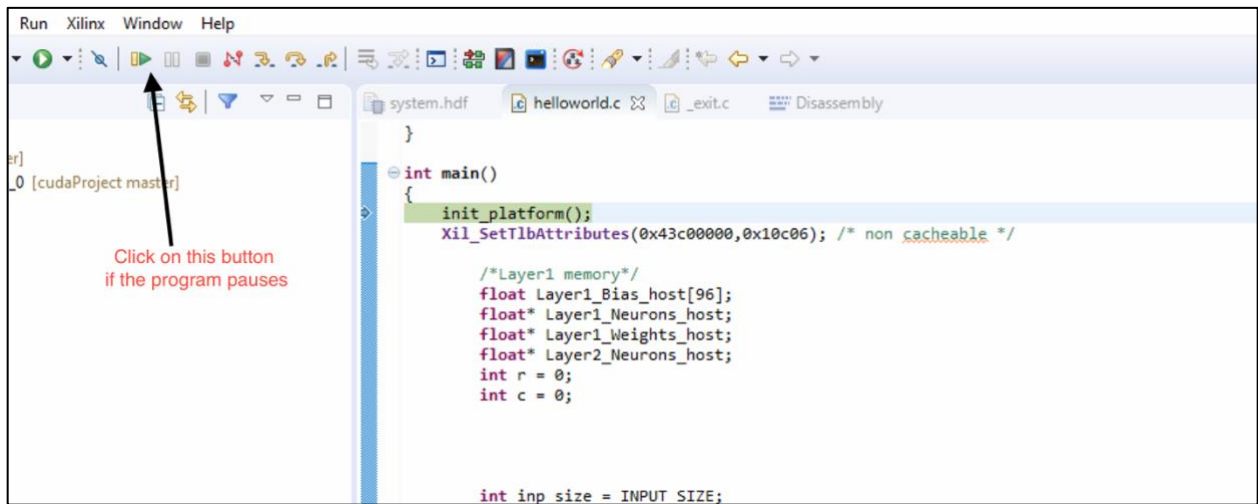 Run Xilinx Window Help
system.hdf helloworld.c _exit.c Disassembly
er]
_0 [cudaProject master]
Click on this button
if the program pauses
}
int main()
{
init_platform();
Xil_SetTlbAttributes(0x43c00000,0x10c06); /* non cacheable */
/*Layer1 memory*/
float Layer1_Bias_host[96];
float* Layer1_Neurons_host;
float* Layer1_Weights_host;
float* Layer2_Neurons_host;
int r = 0;
int c = 0;
int inp_size = INPUT_SIZE;